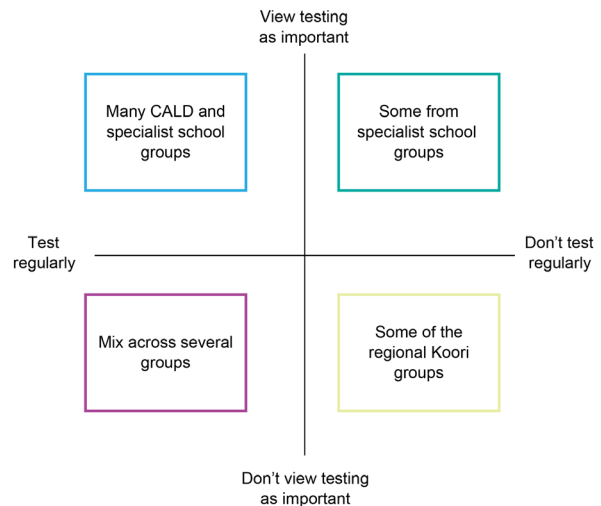 View testing
as important
Many CALD and
specialist school
groups
Some from
specialist school
groups
Test
regularly
Don’t test
regularly
Mix across several
groups
Some of the
regional Koori
groups
Don’t view testing
as important